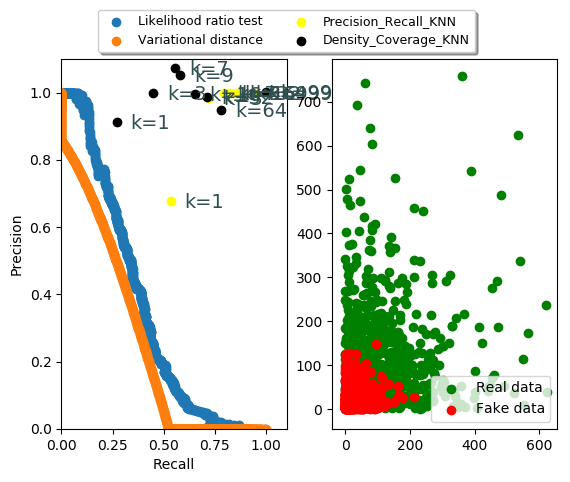 Likelihood ratio test
Variational distance
Precision_Recall_KNN
Density_Coverage_KNN
k=7
k=9
k=3
k=64
k=1
k=1
1.0
0.8
0.6
0.4
0.2
0.0
Precision
0.00 0.25 0.50 0.75 1.00
Recall
700
600
500
400
300
200
100
0
Real data
Fake data
0 200 400 600